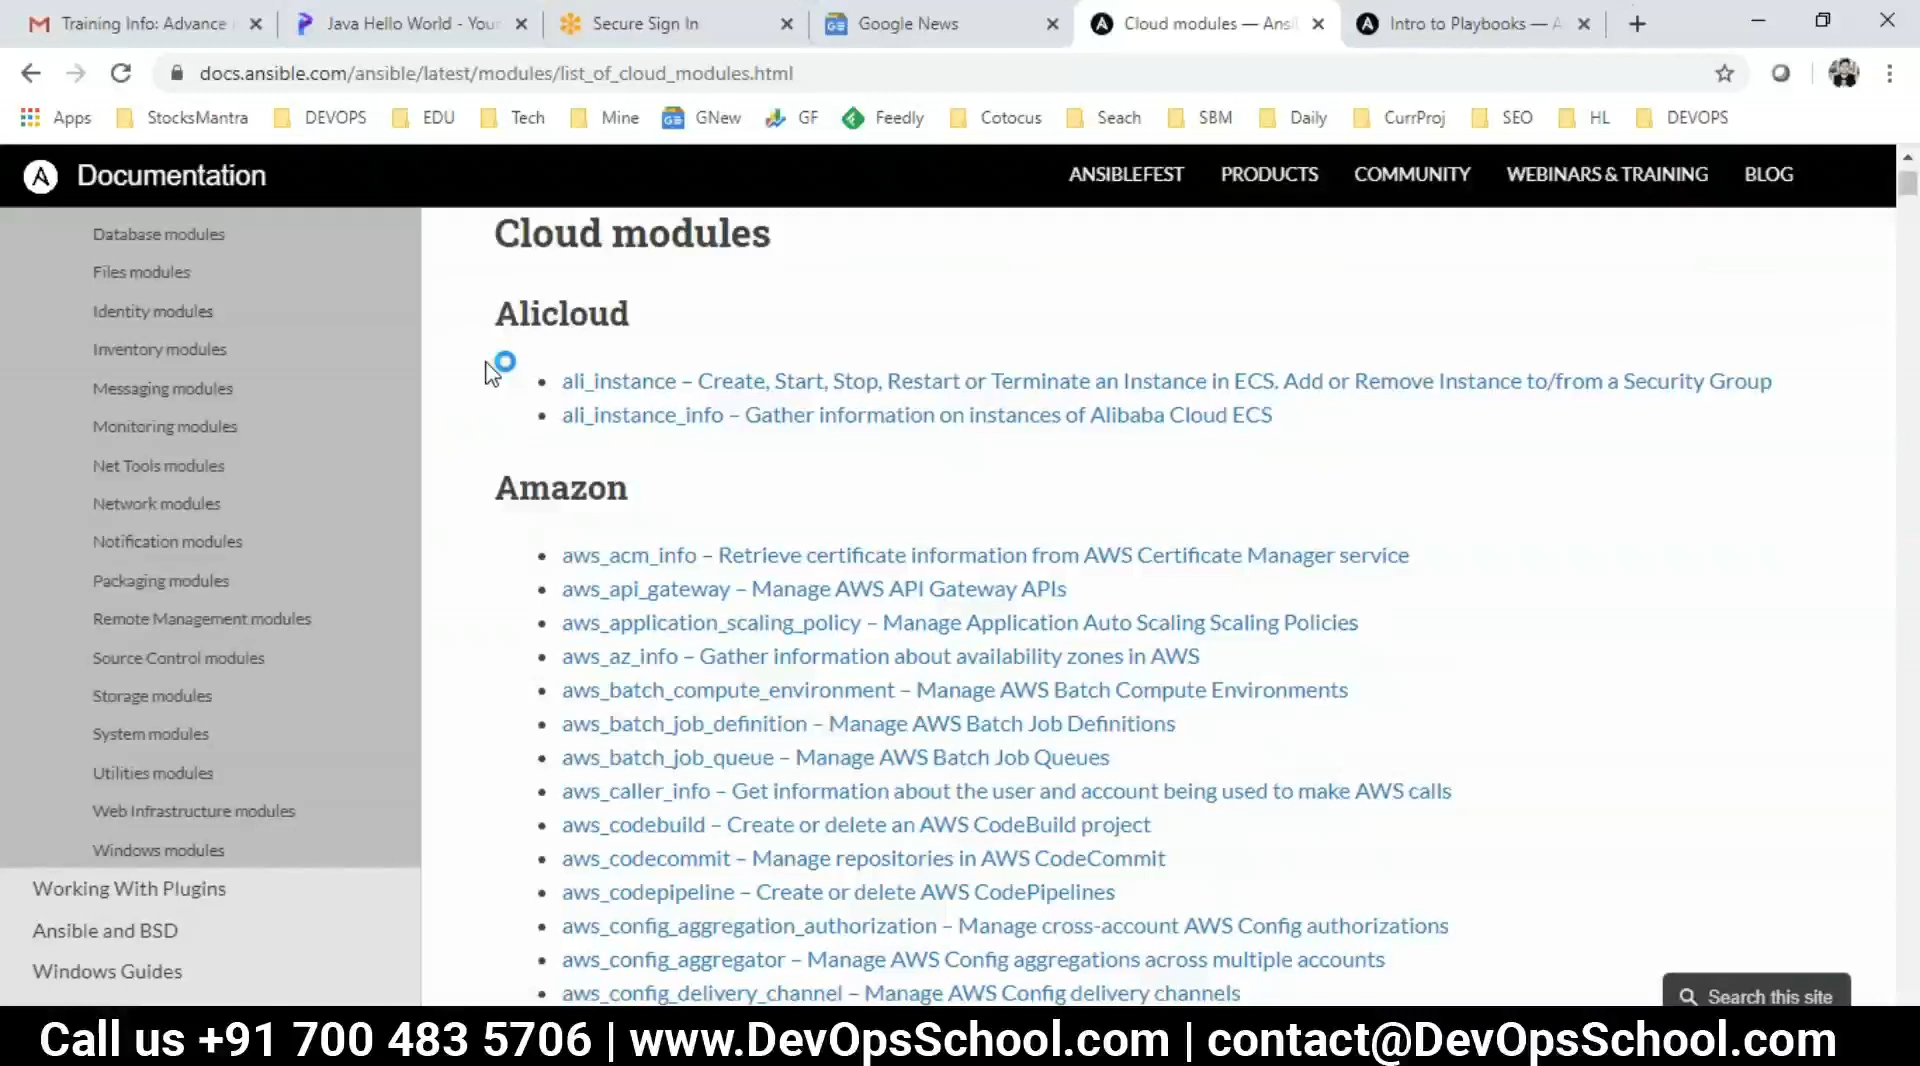 Training Info: Advance
Java Hello World - Your
Secure Sign In
Google News
Cloud modules — Ansi
Intro to Playbooks — A
docs.ansible.com/ansible/latest/modules/list_of_cloud_modules.html
Apps StocksMantra DEVOPS EDU Tech Mine GNew GF Feedly Cotocus Seach SBM Daily CurrProj SEO HL DEVOPS
Documentation
ANSIBLEFEST PRODUCTS COMMUNITY WEBINARS & TRAINING BLOG
Database modules
Files modules
Identity modules
Inventory modules
Messaging modules
Monitoring modules
Net Tools modules
Network modules
Notification modules
Packaging modules
Remote Management modules
Source Control modules
Storage modules
System modules
Utilities modules
Web Infrastructure modules
Windows modules
Working With Plugins
Ansible and BSD
Windows Guides
Cloud modules
Alicloud
ali_instance – Create, Start, Stop, Restart or Terminate an Instance in ECS. Add or Remove Instance to/from a Security Group
ali_instance_info – Gather information on instances of Alibaba Cloud ECS
Amazon
aws_acm_info – Retrieve certificate information from AWS Certificate Manager service
aws_api_gateway – Manage AWS API Gateway APIs
aws_application_scaling_policy – Manage Application Auto Scaling Scaling Policies
aws_az_info – Gather information about availability zones in AWS
aws_batch_compute_environment – Manage AWS Batch Compute Environments
aws_batch_job_definition – Manage AWS Batch Job Definitions
aws_batch_job_queue – Manage AWS Batch Job Queues
aws_caller_info – Get information about the user and account being used to make AWS calls
aws_codebuild – Create or delete an AWS CodeBuild project
aws_codecommit – Manage repositories in AWS CodeCommit
aws_codepipeline – Create or delete AWS CodePipelines
aws_config_aggregation_authorization – Manage cross-account AWS Config authorizations
aws_config_aggregator – Manage AWS Config aggregations across multiple accounts
aws_config_delivery_channel – Manage AWS Config delivery channels
Search this site
Call us +91 700 483 5706 | www.DevOpsSchool.com | contact@DevOpsSchool.com